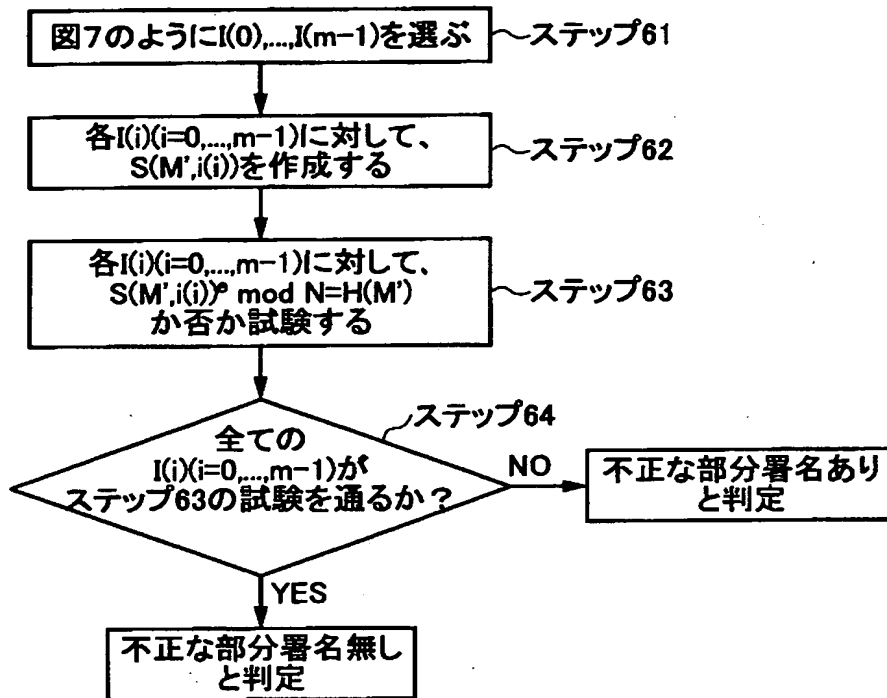 図7のようにI(0),...,I(m-1)を選ぶ
ステップ61
各I(i)(i=0,...,m-1)に対して、
S(M',i(i))を作成する
ステップ62
各I(i)(i=0,...,m-1)に対して、
S(M',i(i))ᵉ mod N=H(M')
か否か試験する
ステップ63
ステップ64
全ての
I(i)(i=0,...,m-1)が
ステップ63の試験を通るか?
NO
不正な部分署名あり
と判定
YES
不正な部分署名無し
と判定